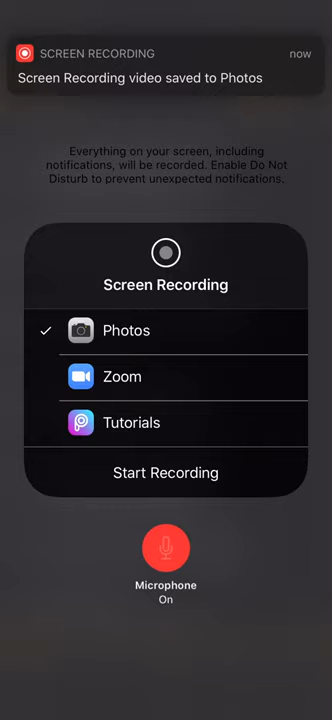 SCREEN RECORDING now
Screen Recording video saved to Photos
Everything on your screen, including
notifications, will be recorded. Enable Do Not
Disturb to prevent unexpected notifications.
Screen Recording
Photos
Zoom
Tutorials
Start Recording
Microphone
On